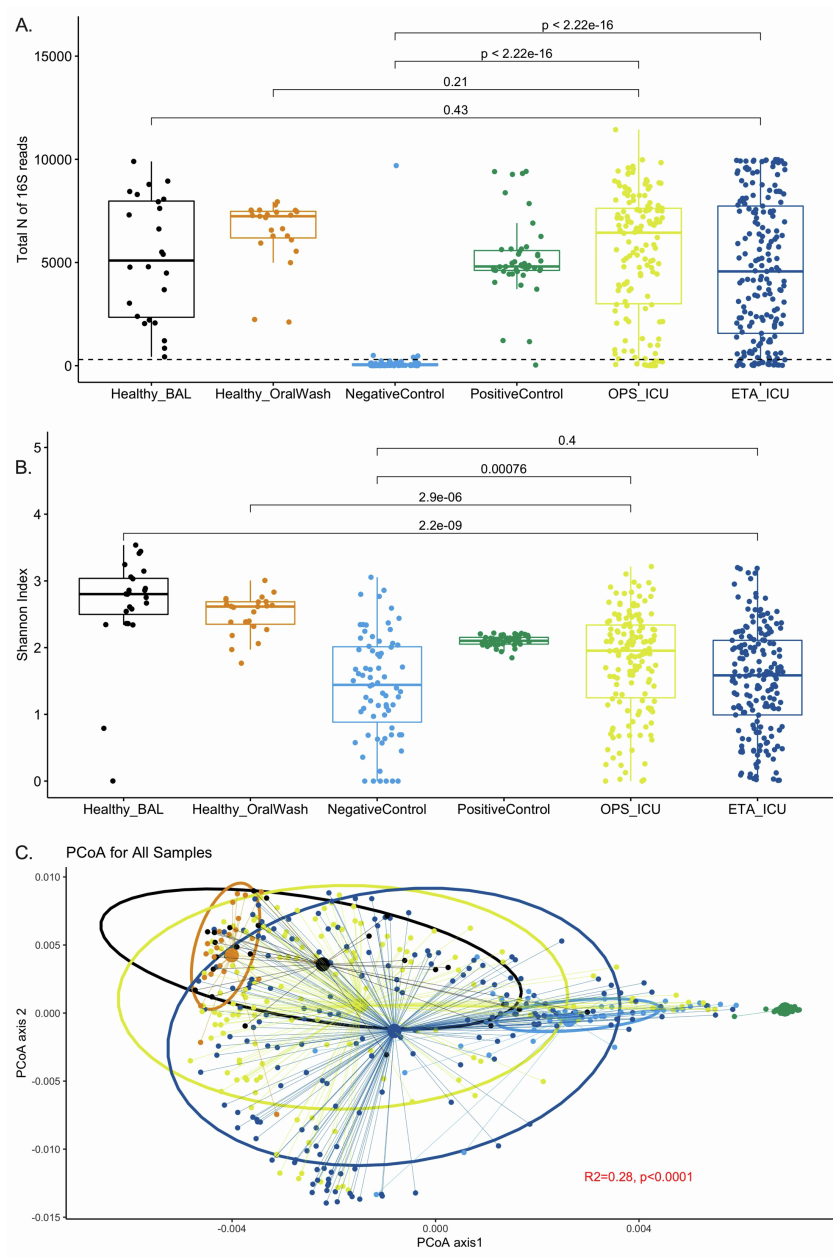 A.
p < 2.22e-16
p < 2.22e-16
0.21
0.43
Total N of 16S reads
15000
10000
5000
0
Healthy_BAL Healthy_OralWash NegativeControl PositiveControl OPS_ICU ETA_ICU
B.
0.4
0.00076
2.9e-06
2.2e-09
Shannon Index
5
4
3
2
1
0
Healthy_BAL Healthy_OralWash NegativeControl PositiveControl OPS_ICU ETA_ICU
C. PCoA for All Samples
PCoA axis 2
0.010
0.005
0.000
-0.005
-0.010
-0.015
R2=0.28, p<0.0001
-0.004 0.000 0.004
PCoA axis1